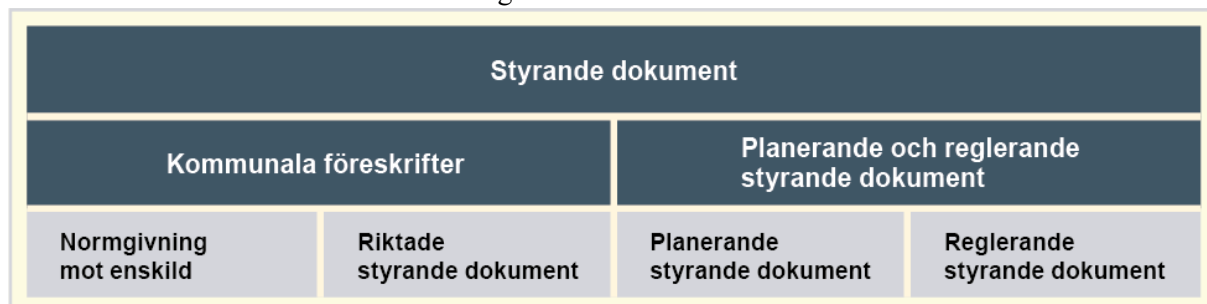 Styrande dokument
Kommunala föreskrifter
Planerande och reglerande
styrande dokument
Normgivning
mot enskild
Riktade
styrande dokument
Planerande
styrande dokument
Reglerande
styrande dokument